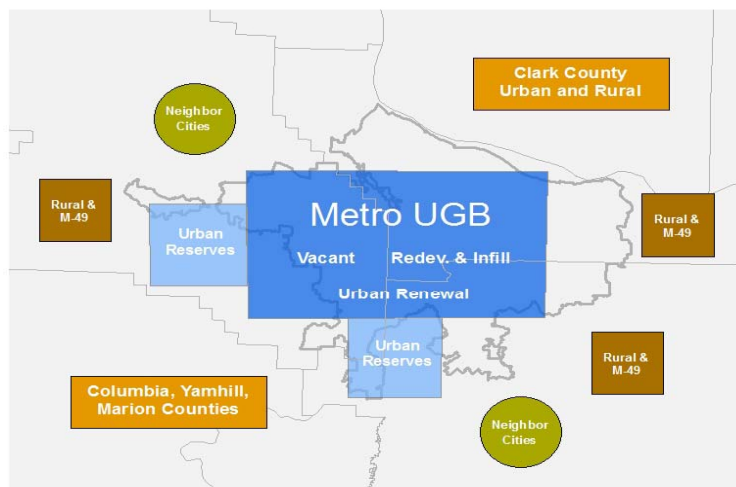 Clark County
Urban and Rural
Neighbor
Cities
Rural &
M-49
Urban
Reserves
Metro UGB
Vacant
Redev. & Infill
Urban Renewal
Rural &
M-49
Urban
Reserves
Rural &
M-49
Columbia, Yamhill,
Marion Counties
Neighbor
Cities